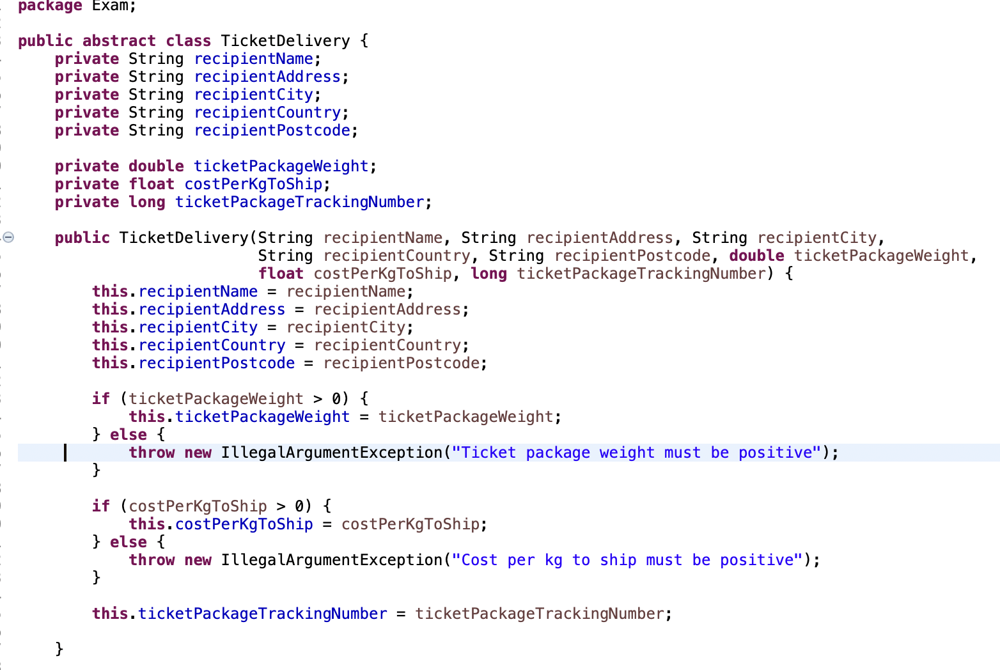 package Exam;
public abstract class TicketDelivery {
private String recipientName;
private String recipientAddress;
private String recipientCity;
private String recipientCountry;
private String recipientPostcode;
private double ticketPackageWeight;
private float costPerKgToShip;
private long ticketPackageTrackingNumber;
public TicketDelivery(String recipientName, String recipientAddress, String recipientCity,
String recipientCountry, String recipientPostcode, double ticketPackageWeight,
float costPerKgToShip, long ticketPackageTrackingNumber) {
this.recipientName = recipientName;
this.recipientAddress = recipientAddress;
this.recipientCity = recipientCity;
this.recipientCountry = recipientCountry;
this.recipientPostcode = recipientPostcode;
if (ticketPackageWeight > 0) {
this.ticketPackageWeight = ticketPackageWeight;
} else {
throw new IllegalArgumentException("Ticket package weight must be positive");
}
if (costPerKgToShip > 0) {
this.costPerKgToShip = costPerKgToShip;
} else {
throw new IllegalArgumentException("Cost per kg to ship must be positive");
}
this.ticketPackageTrackingNumber = ticketPackageTrackingNumber;
}